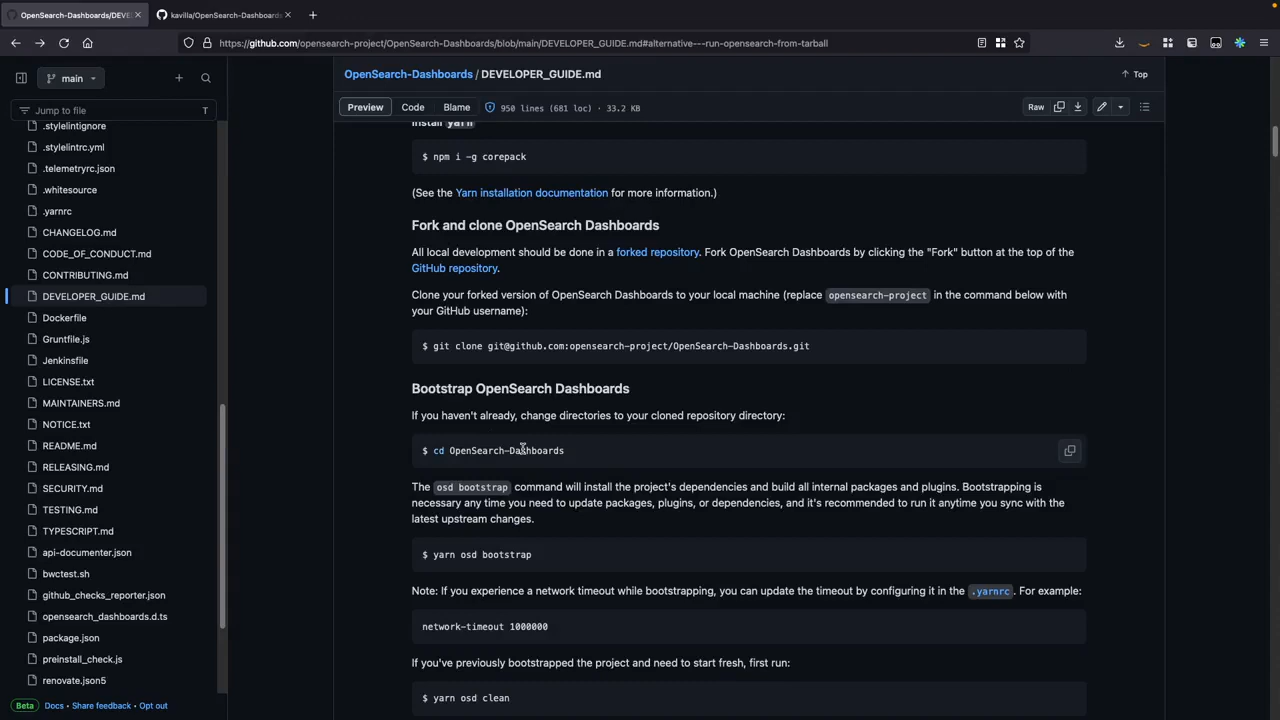 OpenSearch-Dashboards/DEVE
kavilla/OpenSearch-Dashboards
https://github.com/opensearch-project/OpenSearch-Dashboards/blob/main/DEVELOPER_GUIDE.md#alternative---run-opensearch-from-tarball
main
Jump to file
T
.stylelintignore
.stylelintrc.yml
.telemetryrc.json
.whitesource
.yarnrc
CHANGELOG.md
CODE_OF_CONDUCT.md
CONTRIBUTING.md
DEVELOPER_GUIDE.md
Dockerfile
Gruntfile.js
Jenkinsfile
LICENSE.txt
MAINTAINERS.md
NOTICE.txt
README.md
RELEASING.md
SECURITY.md
TESTING.md
TYPESCRIPT.md
api-documenter.json
bwctest.sh
github_checks_reporter.json
opensearch_dashboards.d.ts
package.json
preinstall_check.js
renovate.json5
Beta Docs · Share feedback · Opt out
OpenSearch-Dashboards / DEVELOPER_GUIDE.md
Top
Preview Code Blame 950 lines (681 loc) · 33.2 KB
Raw
Install yarn
$ npm i -g corepack
(See the Yarn installation documentation for more information.)
Fork and clone OpenSearch Dashboards
All local development should be done in a forked repository. Fork OpenSearch Dashboards by clicking the "Fork" button at the top of the
GitHub repository.
Clone your forked version of OpenSearch Dashboards to your local machine (replace opensearch-project in the command below with
your GitHub username):
$ git clone git@github.com:opensearch-project/OpenSearch-Dashboards.git
Bootstrap OpenSearch Dashboards
If you haven't already, change directories to your cloned repository directory:
$ cd OpenSearch-Dashboards
The osd bootstrap command will install the project's dependencies and build all internal packages and plugins. Bootstrapping is
necessary any time you need to update packages, plugins, or dependencies, and it's recommended to run it anytime you sync with the
latest upstream changes.
$ yarn osd bootstrap
Note: If you experience a network timeout while bootstrapping, you can update the timeout by configuring it in the .yarnrc. For example:
network-timeout 1000000
If you've previously bootstrapped the project and need to start fresh, first run:
$ yarn osd clean